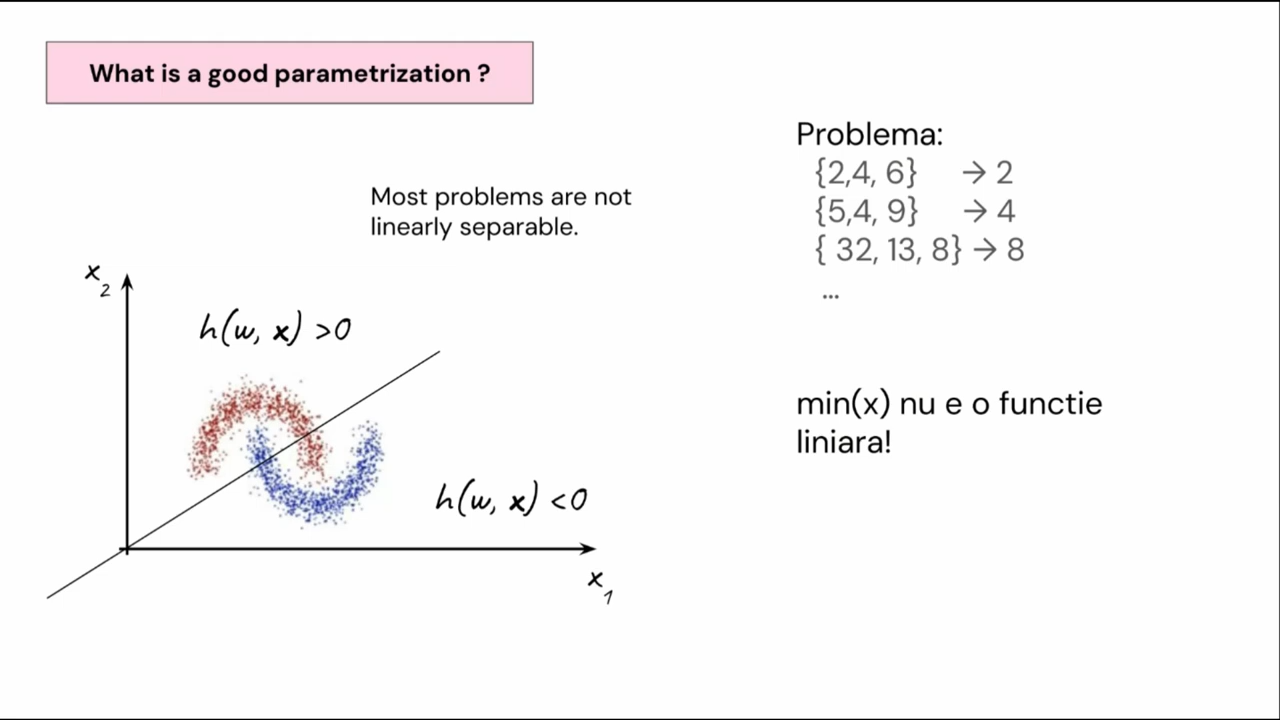 What is a good parametrization ?
Most problems are not
linearly separable.
x2
h(w, x) >0
h(w, x) <0
x1
Problema:
{2,4, 6} → 2
{5,4, 9} → 4
{ 32, 13, 8} → 8
...
min(x) nu e o functie
liniara!